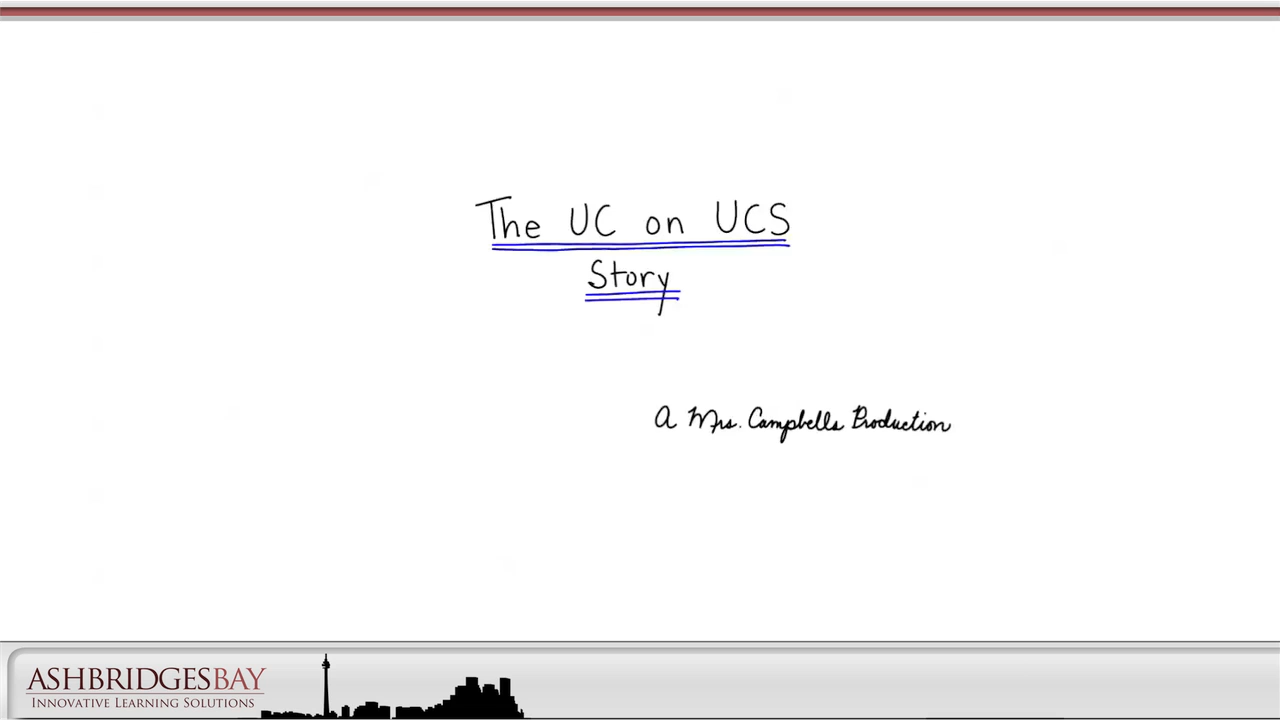 The UC on UCS
Story
A Mrs. Campbells Production
ASHBRIDGESBAY
INNOVATIVE LEARNING SOLUTIONS